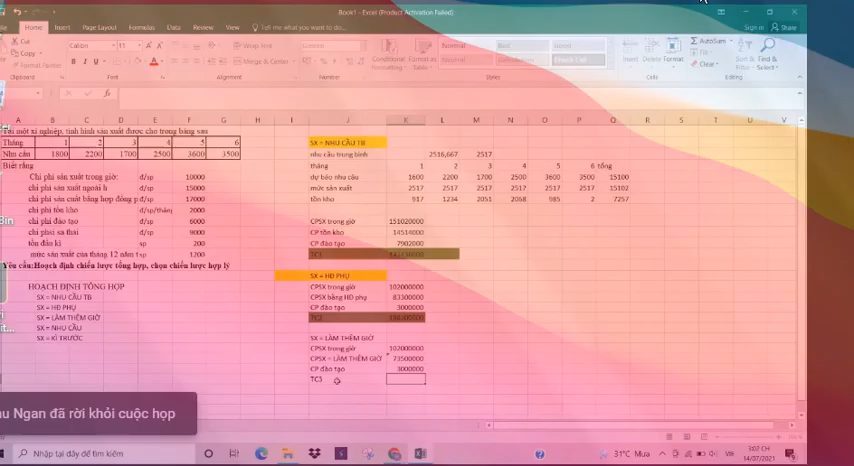 Book1 - Excel (Product Activation Failed)
File Home Insert Page Layout Formulas Data Review View Tell me what you want to do... Sign in Share
Cut Calibri 11 Wrap Text General Normal Bad Good AutoSum
Copy Conditional Format as Insert Delete Format Fill Sort & Find &
Format Painter B I U Merge & Center Formatting Table Check Cell Clear Filter Select
Clipboard Font Alignment Number Styles Cells Editing
A B C D E F G H I J K L M N O P Q R S T U V
một xí nghiệp, tình hình sản xuất được cho trong bảng sau
Tháng 1 2 3 4 5 6
Nhu cầu 1800 2200 1700 2500 3600 3500
Biết rằng
Chi phí sản xuất trong giờ: đ/sp 10000
chi phí sản xuất ngoài h đ/sp 15000
chi phí sản xuất bằng hợp đồng p đ/sp 17000
chi phí tồn kho đ/sp/tháng 2000
chi phí đào tạo đ/sp 6000
chi phí sa thải đ/sp 9000
tồn đầu kì sp 200
mức sản xuất của tháng 12 năm t sp 1200
Yêu cầu:Hoạch định chiến lược tổng hợp, chọn chiến lược hợp lý
HOẠCH ĐỊNH TỔNG HỢP
SX = NHU CẦU TB
SX = HĐ PHỤ
SX = LÀM THÊM GIỜ
SX = NHU CẦU
SX = KÌ TRƯỚC
SX = NHU CẦU TB
nhu cầu trung bình 2516,667 2517
tháng 1 2 3 4 5 6 tổng
dự báo nhu cầu 1600 2200 1700 2500 3600 3500 15100
mức sản xuất 2517 2517 2517 2517 2517 2517 15102
tồn kho 917 1234 2051 2068 985 2 7257
CPSX trong giờ 151020000
CP tồn kho 14514000
CP đào tạo 7902000
TC1
SX = HĐ PHỤ
CPSX trong giờ 102000000
CPSX bằng HĐ phụ 83300000
CP đào tạo 3000000
TC2
SX = LÀM THÊM GIỜ
CPSX trong giờ 102000000
CPSX = LÀM THÊM GIỜ 73500000
CP đào tạo 3000000
TC3
Ngan đã rời khỏi cuộc họp
Nhập tại đây để tìm kiếm
31°C Mưa
VIE
3:02 CH
14/07/2021